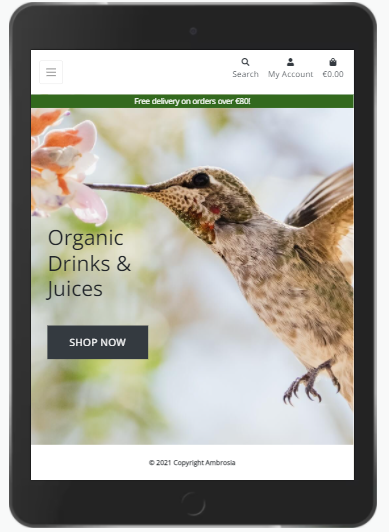 Search My Account €0.00
Free delivery on orders over €80!
Organic
Drinks &
Juices
SHOP NOW
© 2021 Copyright Ambrosia